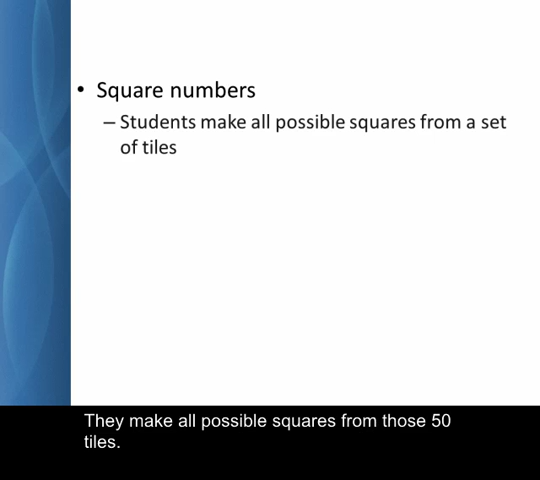 • Square numbers
– Students make all possible squares from a set
of tiles
They make all possible squares from those 50
tiles.